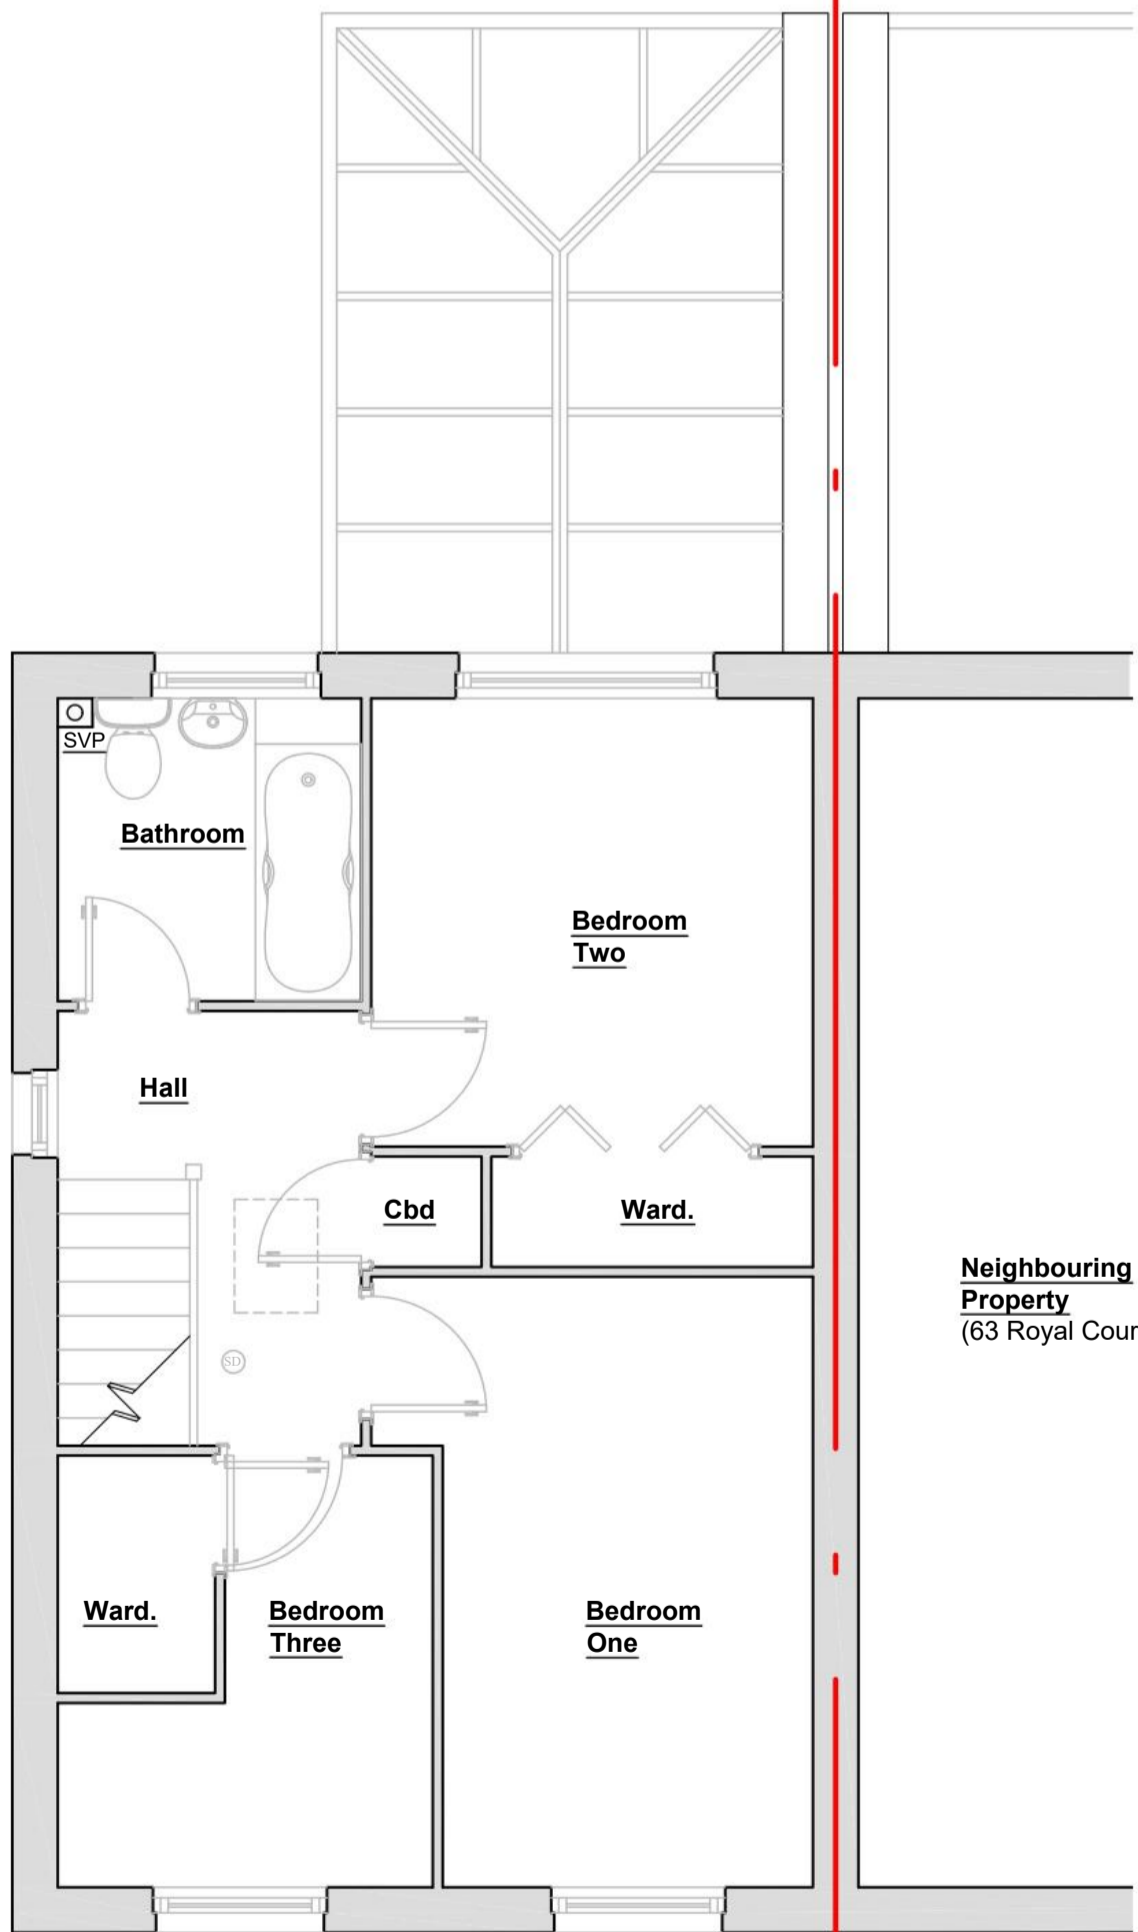 SVP
Bathroom
Bedroom
Two
Hall
Cbd
Ward.
Neighbouring
Property
(63 Royal Cour
SD
Ward.
Bedroom
Three
Bedroom
One